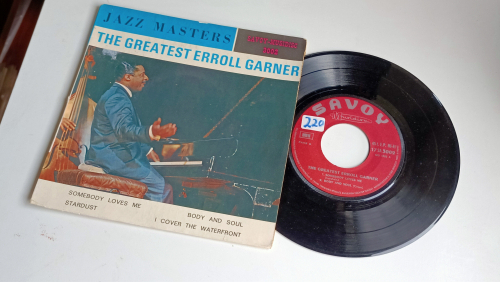 JAZZ MASTERS
THE GREATEST ERROLL GARNER
SOMEBODY LOVES ME
BODY AND SOUL
STARDUST
I COVER THE WATERFRONT
SAVOY
220
THE GREATEST ERROLL GARNER